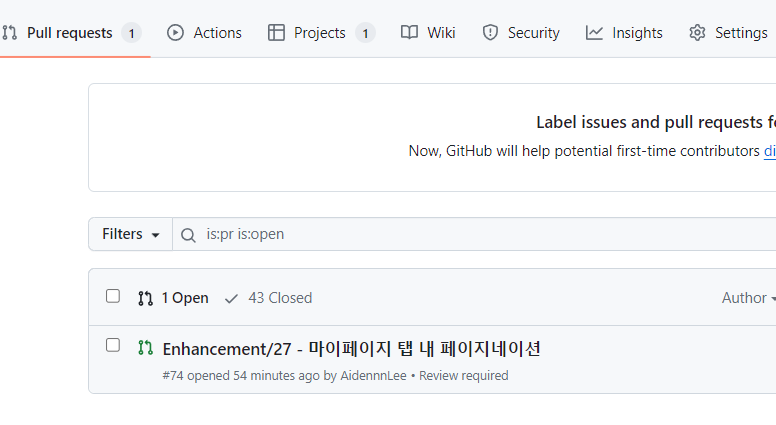 Pull requests 1 Actions Projects 1 Wiki Security Insights Settings
Label issues and pull requests
Now, GitHub will help potential first-time contributors
Filters is:pr is:open
1 Open 43 Closed Author
Enhancement/27 - 마이페이지 탭 내 페이지네이션
#74 opened 54 minutes ago by AidennnLee • Review required